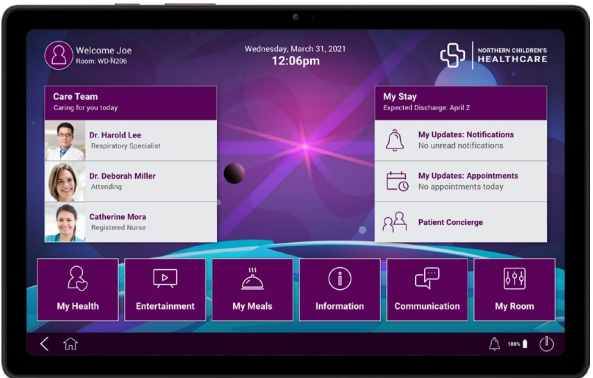 Welcome Joe
Room: WD-N206
Wednesday, March 31, 2021
12:06pm
NORTHERN CHILDREN'S
HEALTHCARE
Care Team
Caring for you today
Dr. Harold Lee
Respiratory Specialist
Dr. Deborah Miller
Attending
Catherine Mora
Registered Nurse
My Stay
Expected Discharge: April 2
My Updates: Notifications
No unread notifications
My Updates: Appointments
No appointments today
Patient Concierge
My Health
Entertainment
My Meals
Information
Communication
My Room
100%